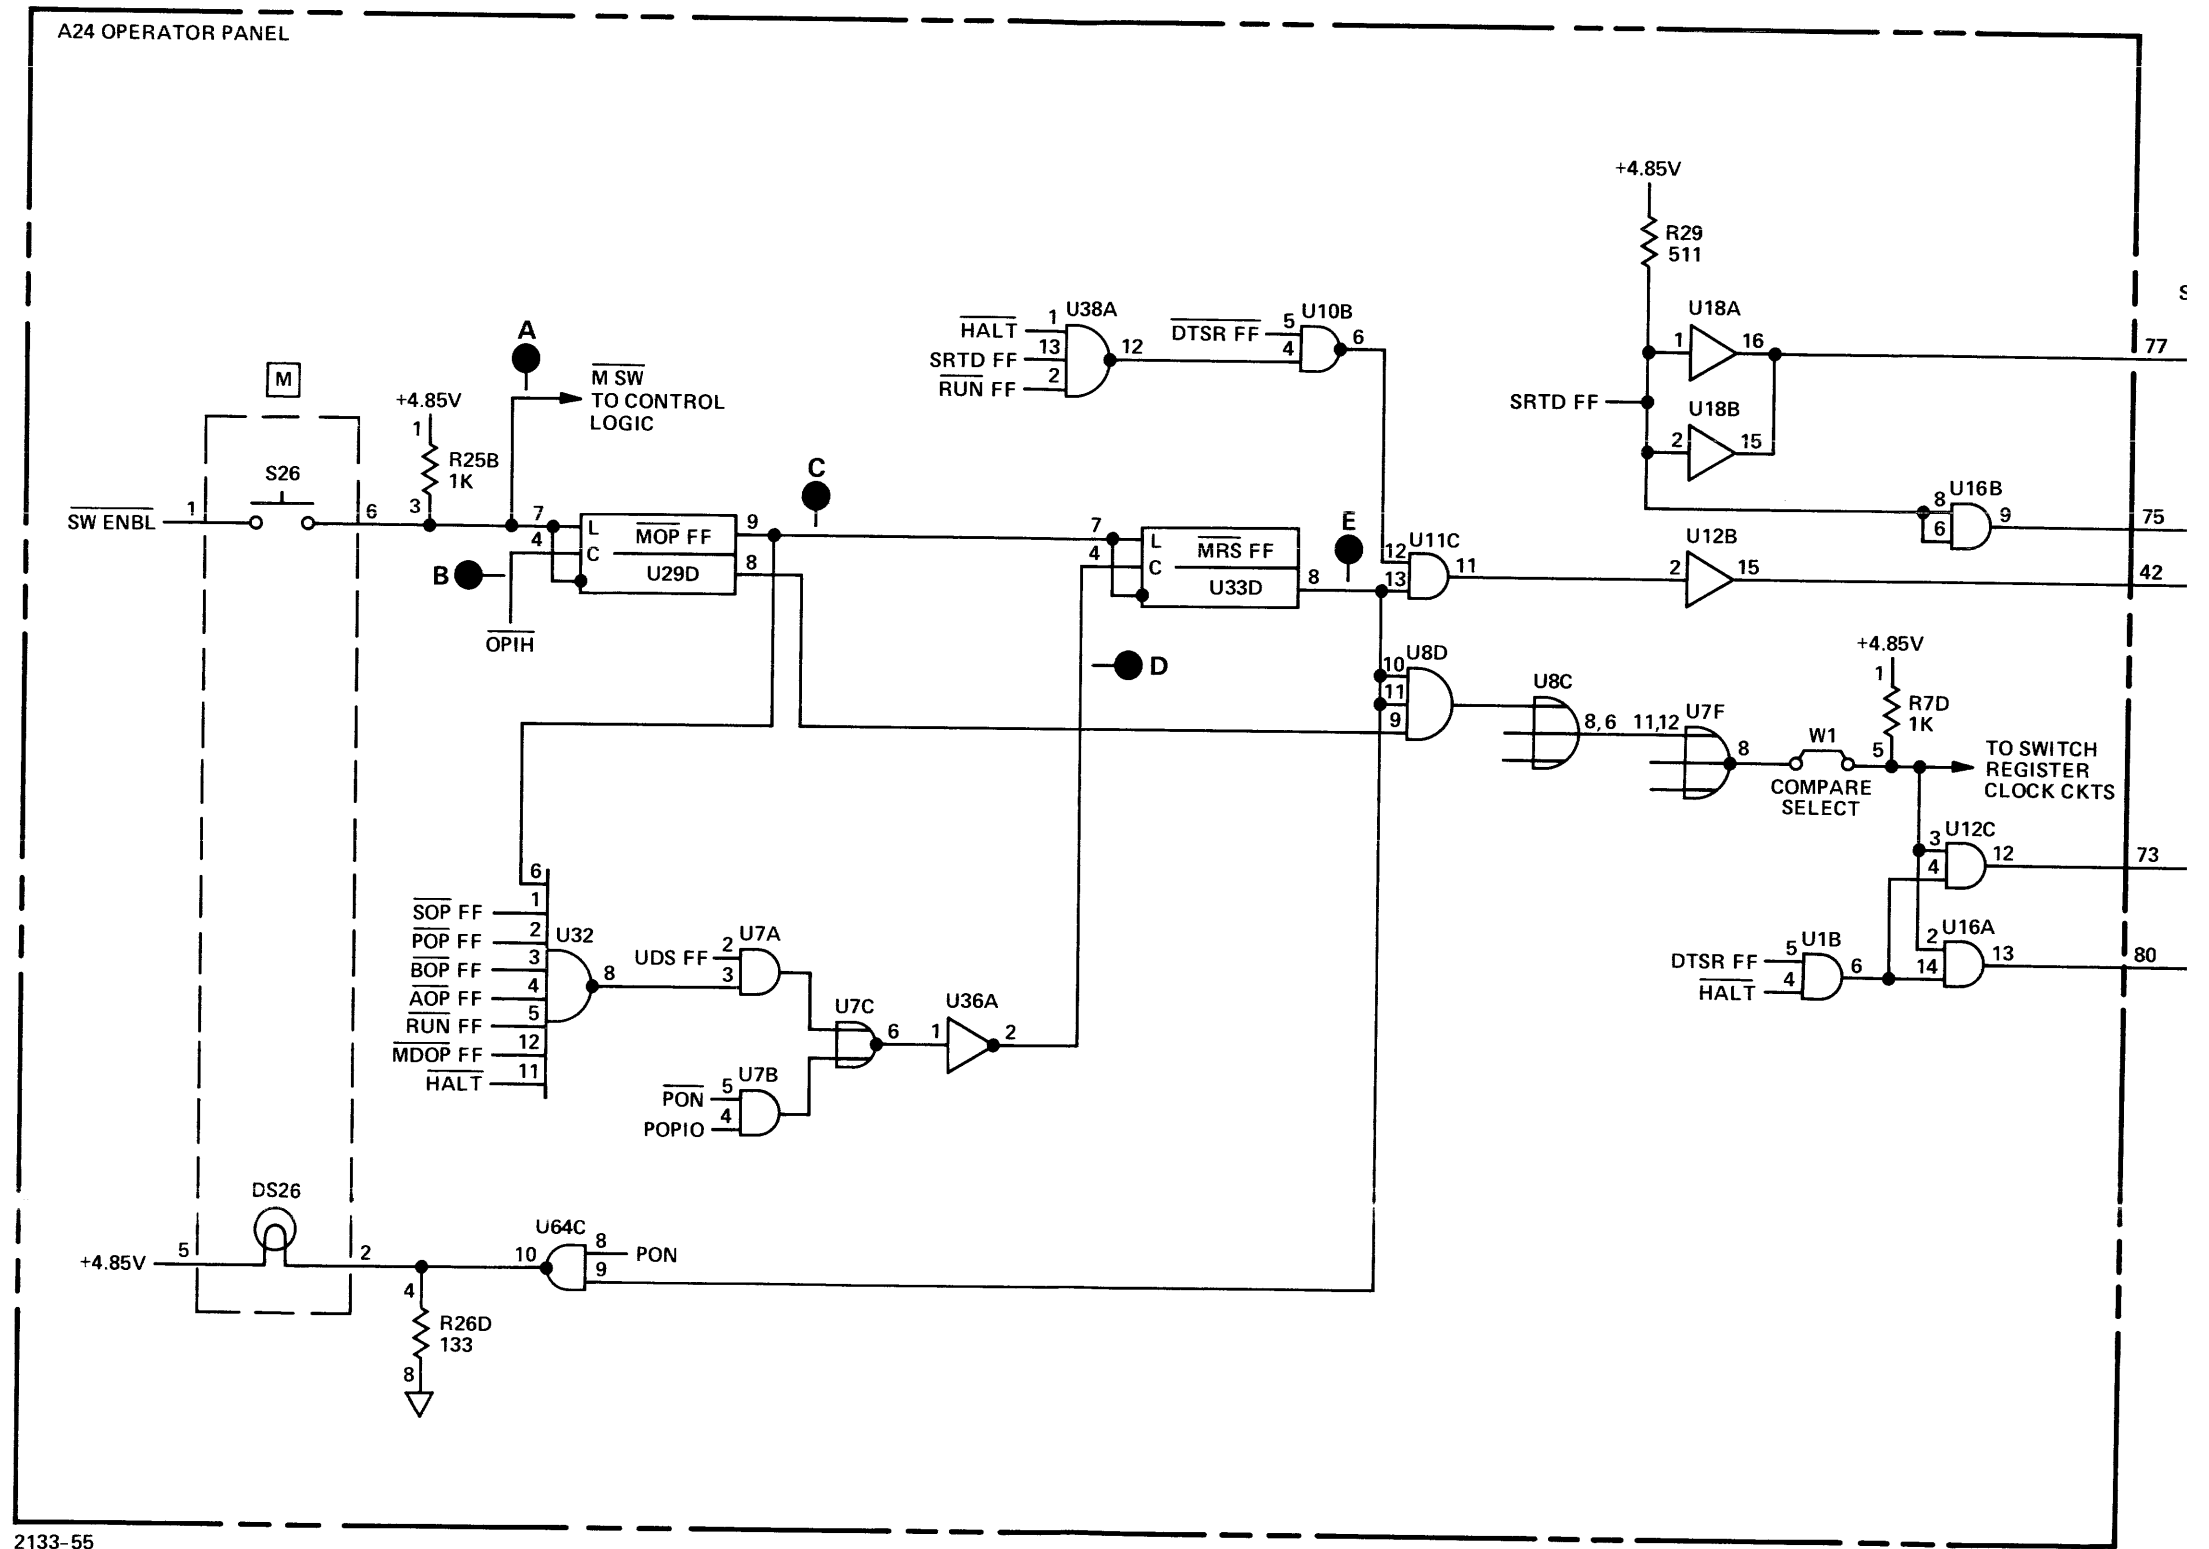 A24 OPERATOR PANEL
+4.85V
R29
511
S
U18A
1
16
77
SRTD FF
U18B
2
15
U16B
8
6
9
75
U12B
2
15
42
HALT
1
U38A
SRTD FF
13
12
RUN FF
2
DTSR FF
5
U10B
4
6
A
M SW
TO CONTROL
LOGIC
M
+4.85V
1
R25B
1K
3
S26
SW ENBL
1
6
7
L
MOP FF
9
4
C
U29D
8
B
OPIH
C
7
L
MRS FF
4
C
U33D
8
D
E
U11C
12
13
11
U8D
10
11
9
U8C
8,6
11,12
U7F
8
W1
COMPARE
SELECT
+4.85V
1
R7D
1K
5
TO SWITCH
REGISTER
CLOCK CKTS
U12C
3
4
12
73
U16A
2
14
13
80
DTSR FF
5
U1B
HALT
4
6
6
SOP FF
1
POP FF
2
U32
BOP FF
3
AOP FF
4
8
RUN FF
5
MDOP FF
12
HALT
11
UDS FF
2
U7A
3
U7C
6
U36A
1
2
PON
5
U7B
POPIO
4
DS26
+4.85V
5
2
U64C
10
8
PON
9
4
R26D
133
8
2133-55